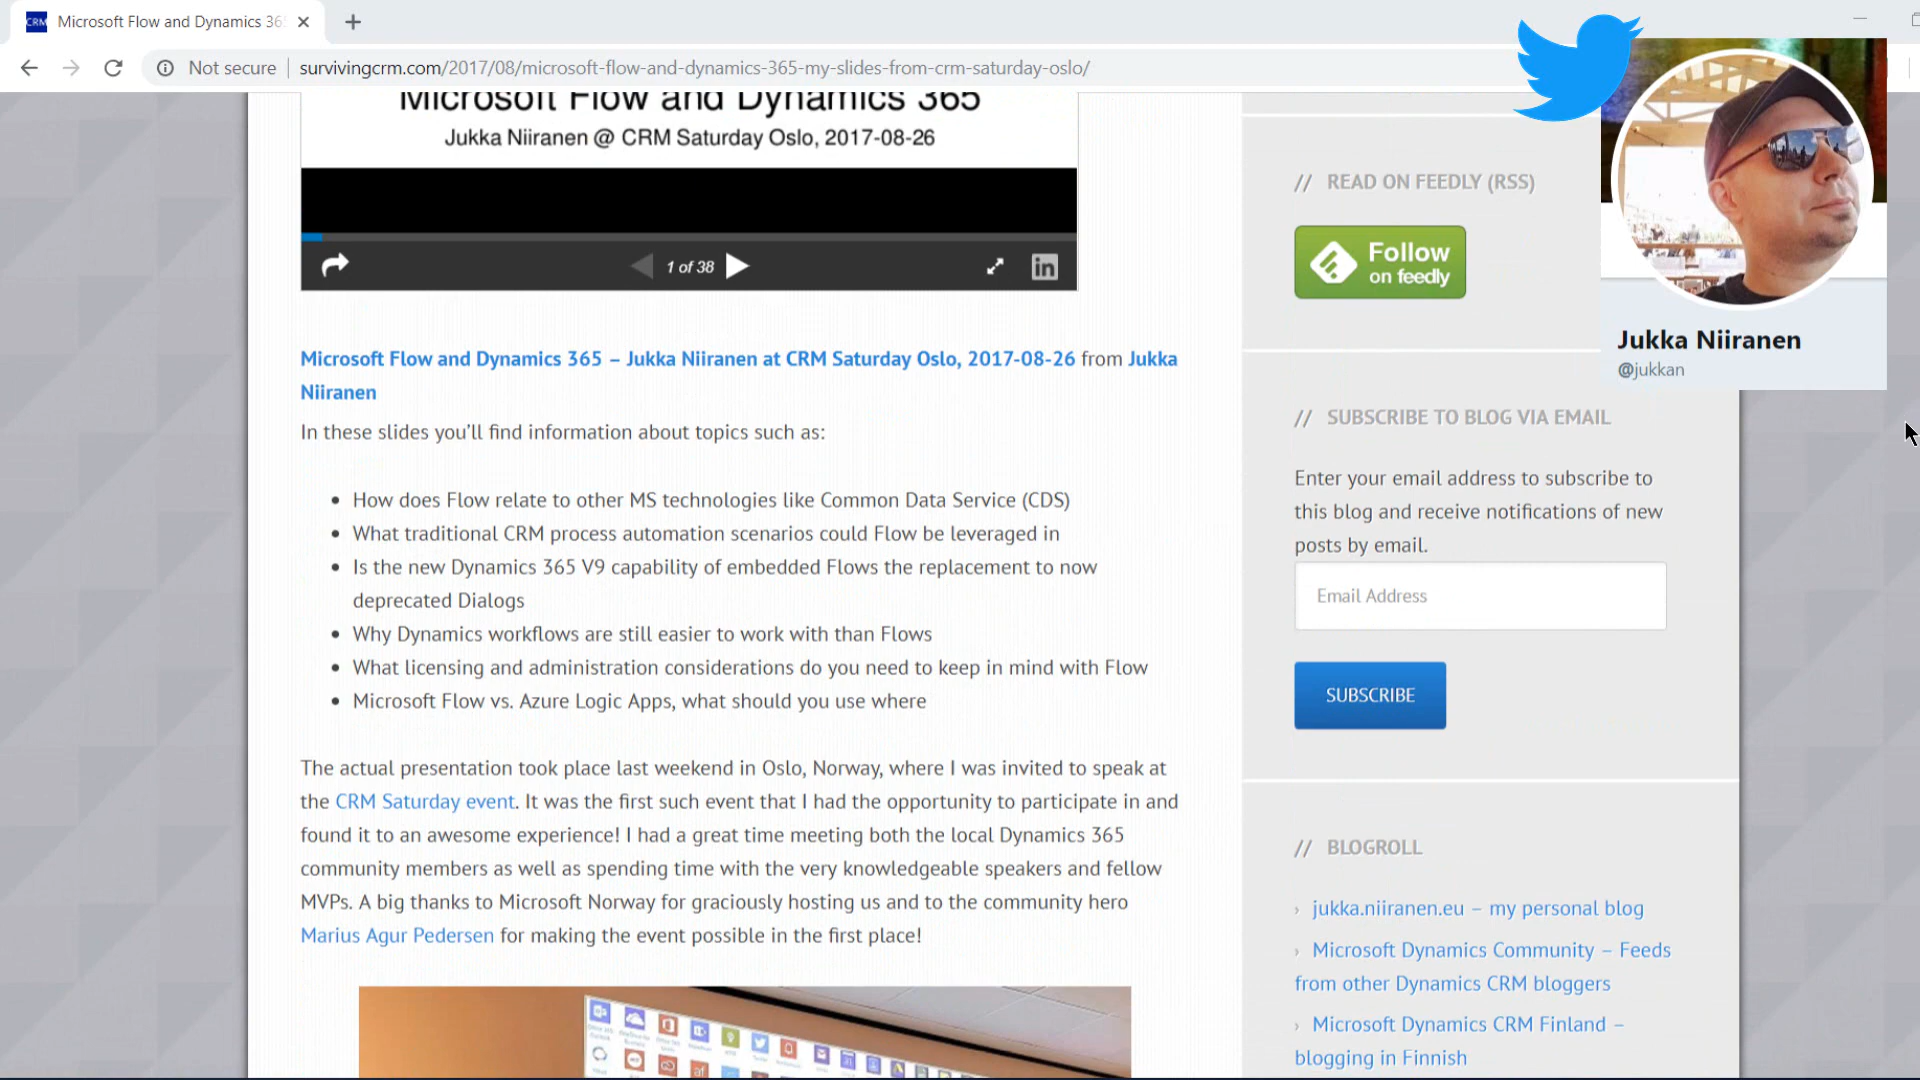 CRM Microsoft Flow and Dynamics 365
Not secure survivingcrm.com/2017/08/microsoft-flow-and-dynamics-365-my-slides-from-crm-saturday-oslo/
Microsoft Flow and Dynamics 365
Jukka Niiranen @ CRM Saturday Oslo, 2017-08-26
1 of 38
in
Microsoft Flow and Dynamics 365 – Jukka Niiranen at CRM Saturday Oslo, 2017-08-26 from Jukka
Niiranen
In these slides you’ll find information about topics such as:
• How does Flow relate to other MS technologies like Common Data Service (CDS)
• What traditional CRM process automation scenarios could Flow be leveraged in
• Is the new Dynamics 365 V9 capability of embedded Flows the replacement to now
deprecated Dialogs
• Why Dynamics workflows are still easier to work with than Flows
• What licensing and administration considerations do you need to keep in mind with Flow
• Microsoft Flow vs. Azure Logic Apps, what should you use where
The actual presentation took place last weekend in Oslo, Norway, where I was invited to speak at
the CRM Saturday event. It was the first such event that I had the opportunity to participate in and
found it to an awesome experience! I had a great time meeting both the local Dynamics 365
community members as well as spending time with the very knowledgeable speakers and fellow
MVPs. A big thanks to Microsoft Norway for graciously hosting us and to the community hero
Marius Agur Pedersen for making the event possible in the first place!
// READ ON FEEDLY (RSS)
Follow
on feedly
Jukka Niiranen
@jukkan
// SUBSCRIBE TO BLOG VIA EMAIL
Enter your email address to subscribe to
this blog and receive notifications of new
posts by email.
Email Address
SUBSCRIBE
// BLOGROLL
› jukka.niiranen.eu – my personal blog
› Microsoft Dynamics Community – Feeds
from other Dynamics CRM bloggers
› Microsoft Dynamics CRM Finland –
blogging in Finnish